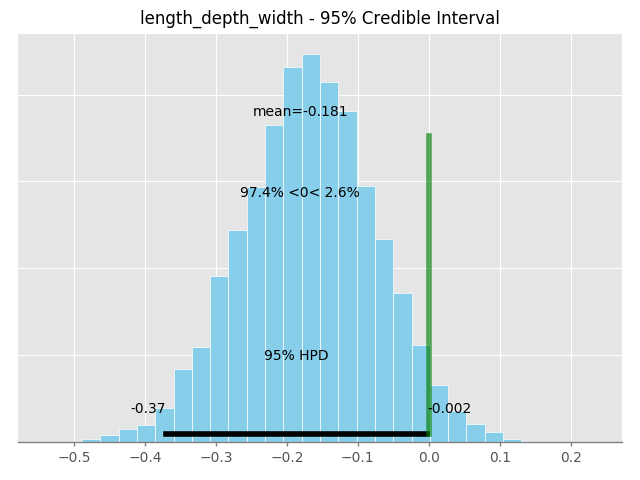 length_depth_width - 95% Credible Interval
mean=-0.181
97.4% <0< 2.6%
95% HPD
-0.37 -0.002
−0.5 −0.4 −0.3 −0.2 −0.1 0.0 0.1 0.2